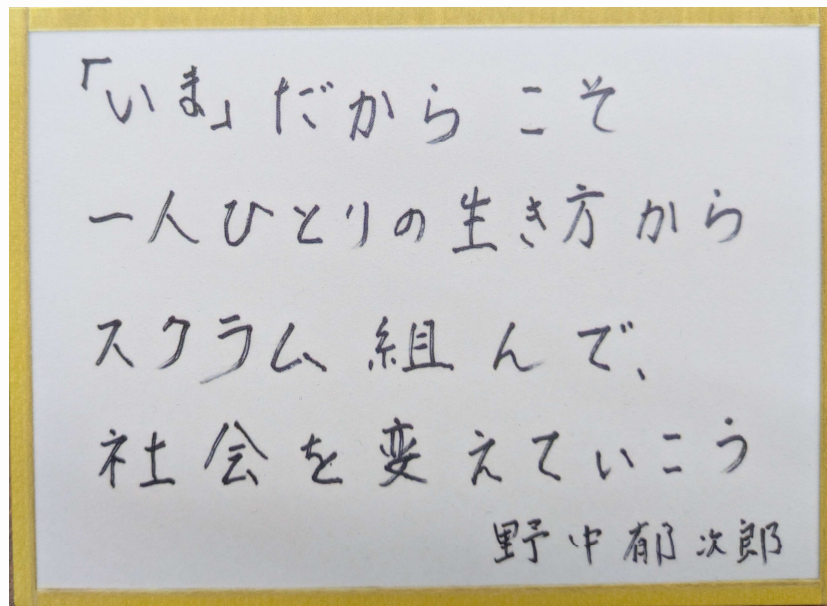 「いま」だからこそ
一人ひとりの生き方から
スクラム組んで、
社会を変えていこう
野中郁次郎